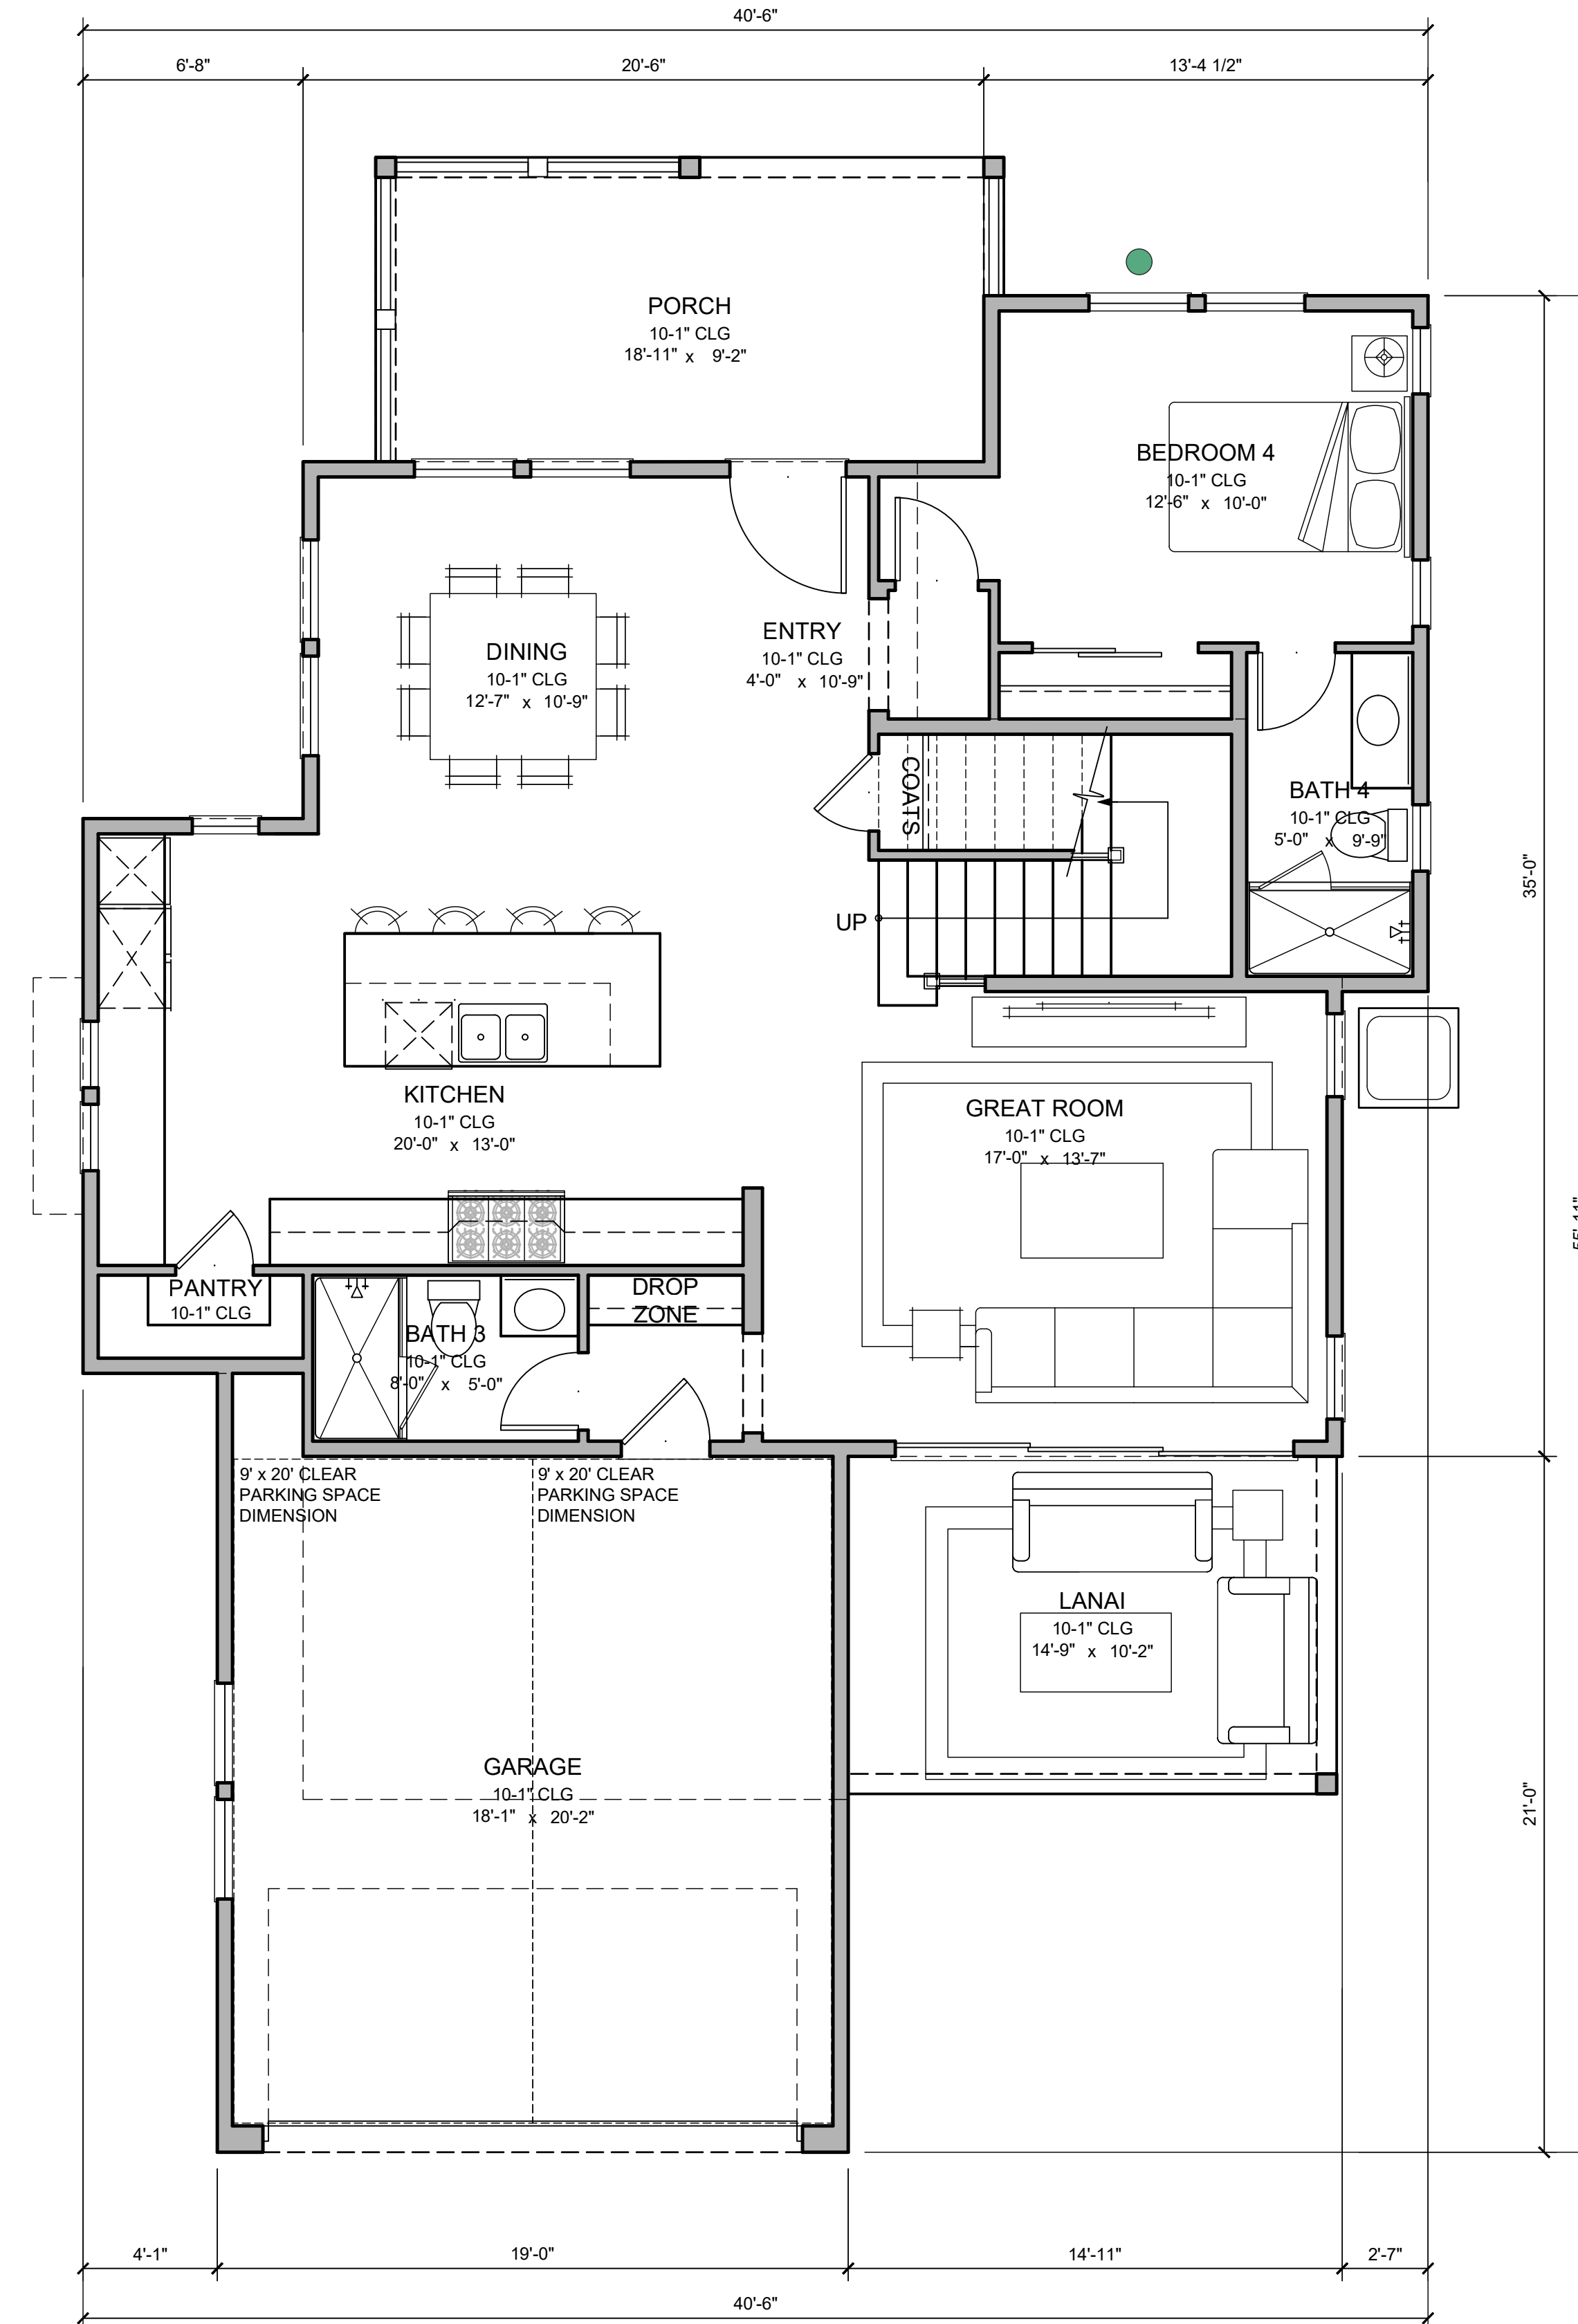 40'-6"
6'-8"
20'-6"
13'-4 1/2"
PORCH
10-1" CLG
18'-11" x 9'-2"
BEDROOM 4
10-1" CLG
12'-6" x 10'-0"
ENTRY
10-1" CLG
4'-0" x 10'-9"
DINING
10-1" CLG
12'-7" x 10'-9"
COATS
BATH 4
10-1" CLG
5'-0" x 9'-9"
35'-0"
UP
KITCHEN
10-1" CLG
20'-0" x 13'-0"
GREAT ROOM
10-1" CLG
17'-0" x 13'-7"
PANTRY
10-1" CLG
DROP
ZONE
BATH 3
10-1" CLG
8'-0" x 5'-0"
9' x 20' CLEAR
PARKING SPACE
DIMENSION
9' x 20' CLEAR
PARKING SPACE
DIMENSION
LANAI
10-1" CLG
14'-9" x 10'-2"
GARAGE
10-1" CLG
18'-1" x 20'-2"
21'-0"
4'-1"
19'-0"
14'-11"
2'-7"
40'-6"